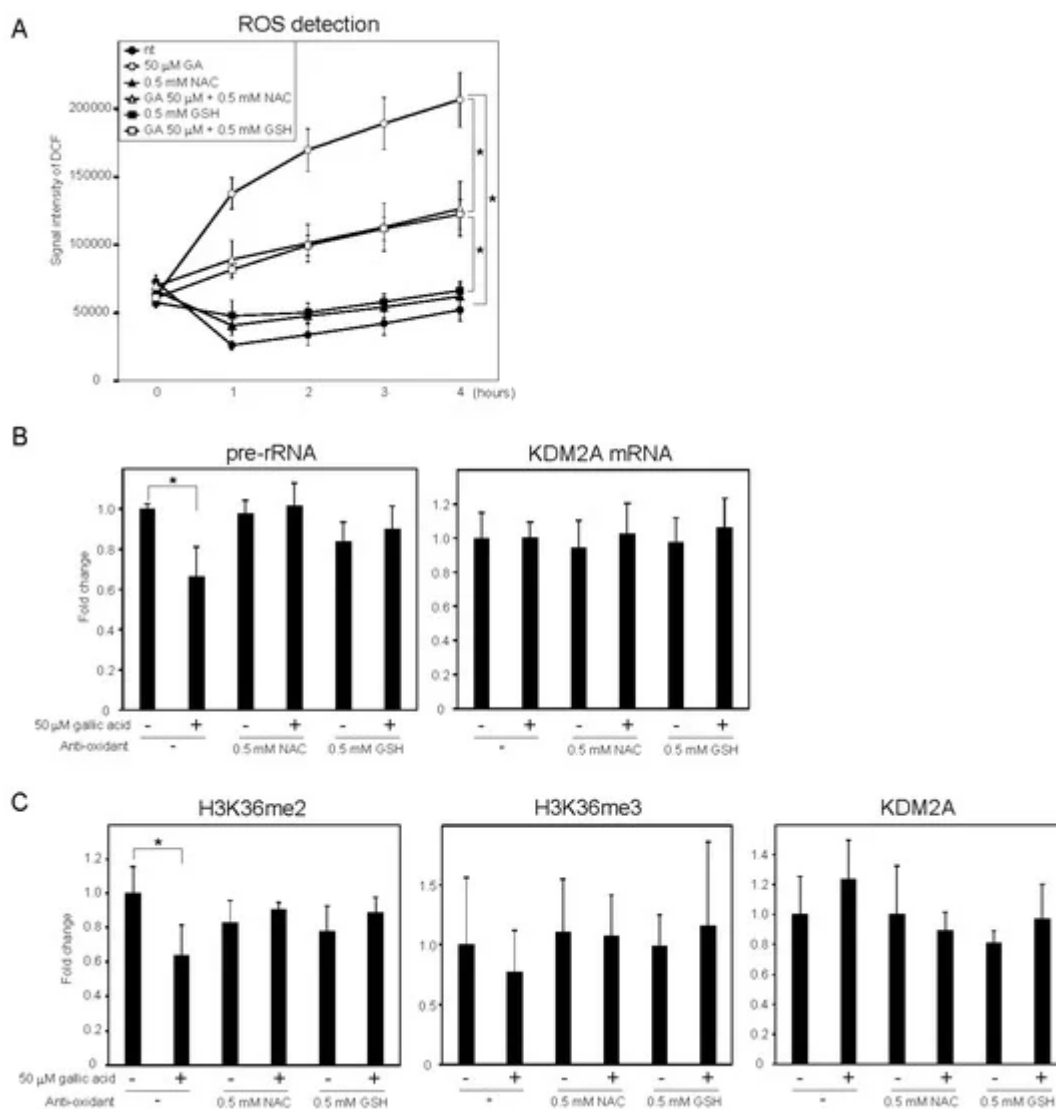 A
ROS detection
nt
50 µM GA
0.5 mM NAC
GA 50 µM + 0.5 mM NAC
0.5 mM GSH
GA 50 µM + 0.5 mM GSH
Signal intensity of DCF
200000
150000
100000
50000
0
*
*
*
0 1 2 3 4 (hours)
B
pre-rRNA
KDM2A mRNA
Fold change
*
1.0
0.8
0.6
0.4
0.2
0
1.2
1.0
0.8
0.6
0.4
0.2
0
50 µM gallic acid - + - + - + - + - + - +
Anti-oxidant - 0.5 mM NAC 0.5 mM GSH - 0.5 mM NAC 0.5 mM GSH
C
H3K36me2
H3K36me3
KDM2A
Fold change
*
1.2
1.0
0.8
0.6
0.4
0.2
0
1.5
1.0
0.5
0
1.4
1.2
1.0
0.8
0.6
0.4
0.2
0
50 µM gallic acid - + - + - + - + - + - + - + - + - +
Anti-oxidant - 0.5 mM NAC 0.5 mM GSH - 0.5 mM NAC 0.5 mM GSH - 0.5 mM NAC 0.5 mM GSH